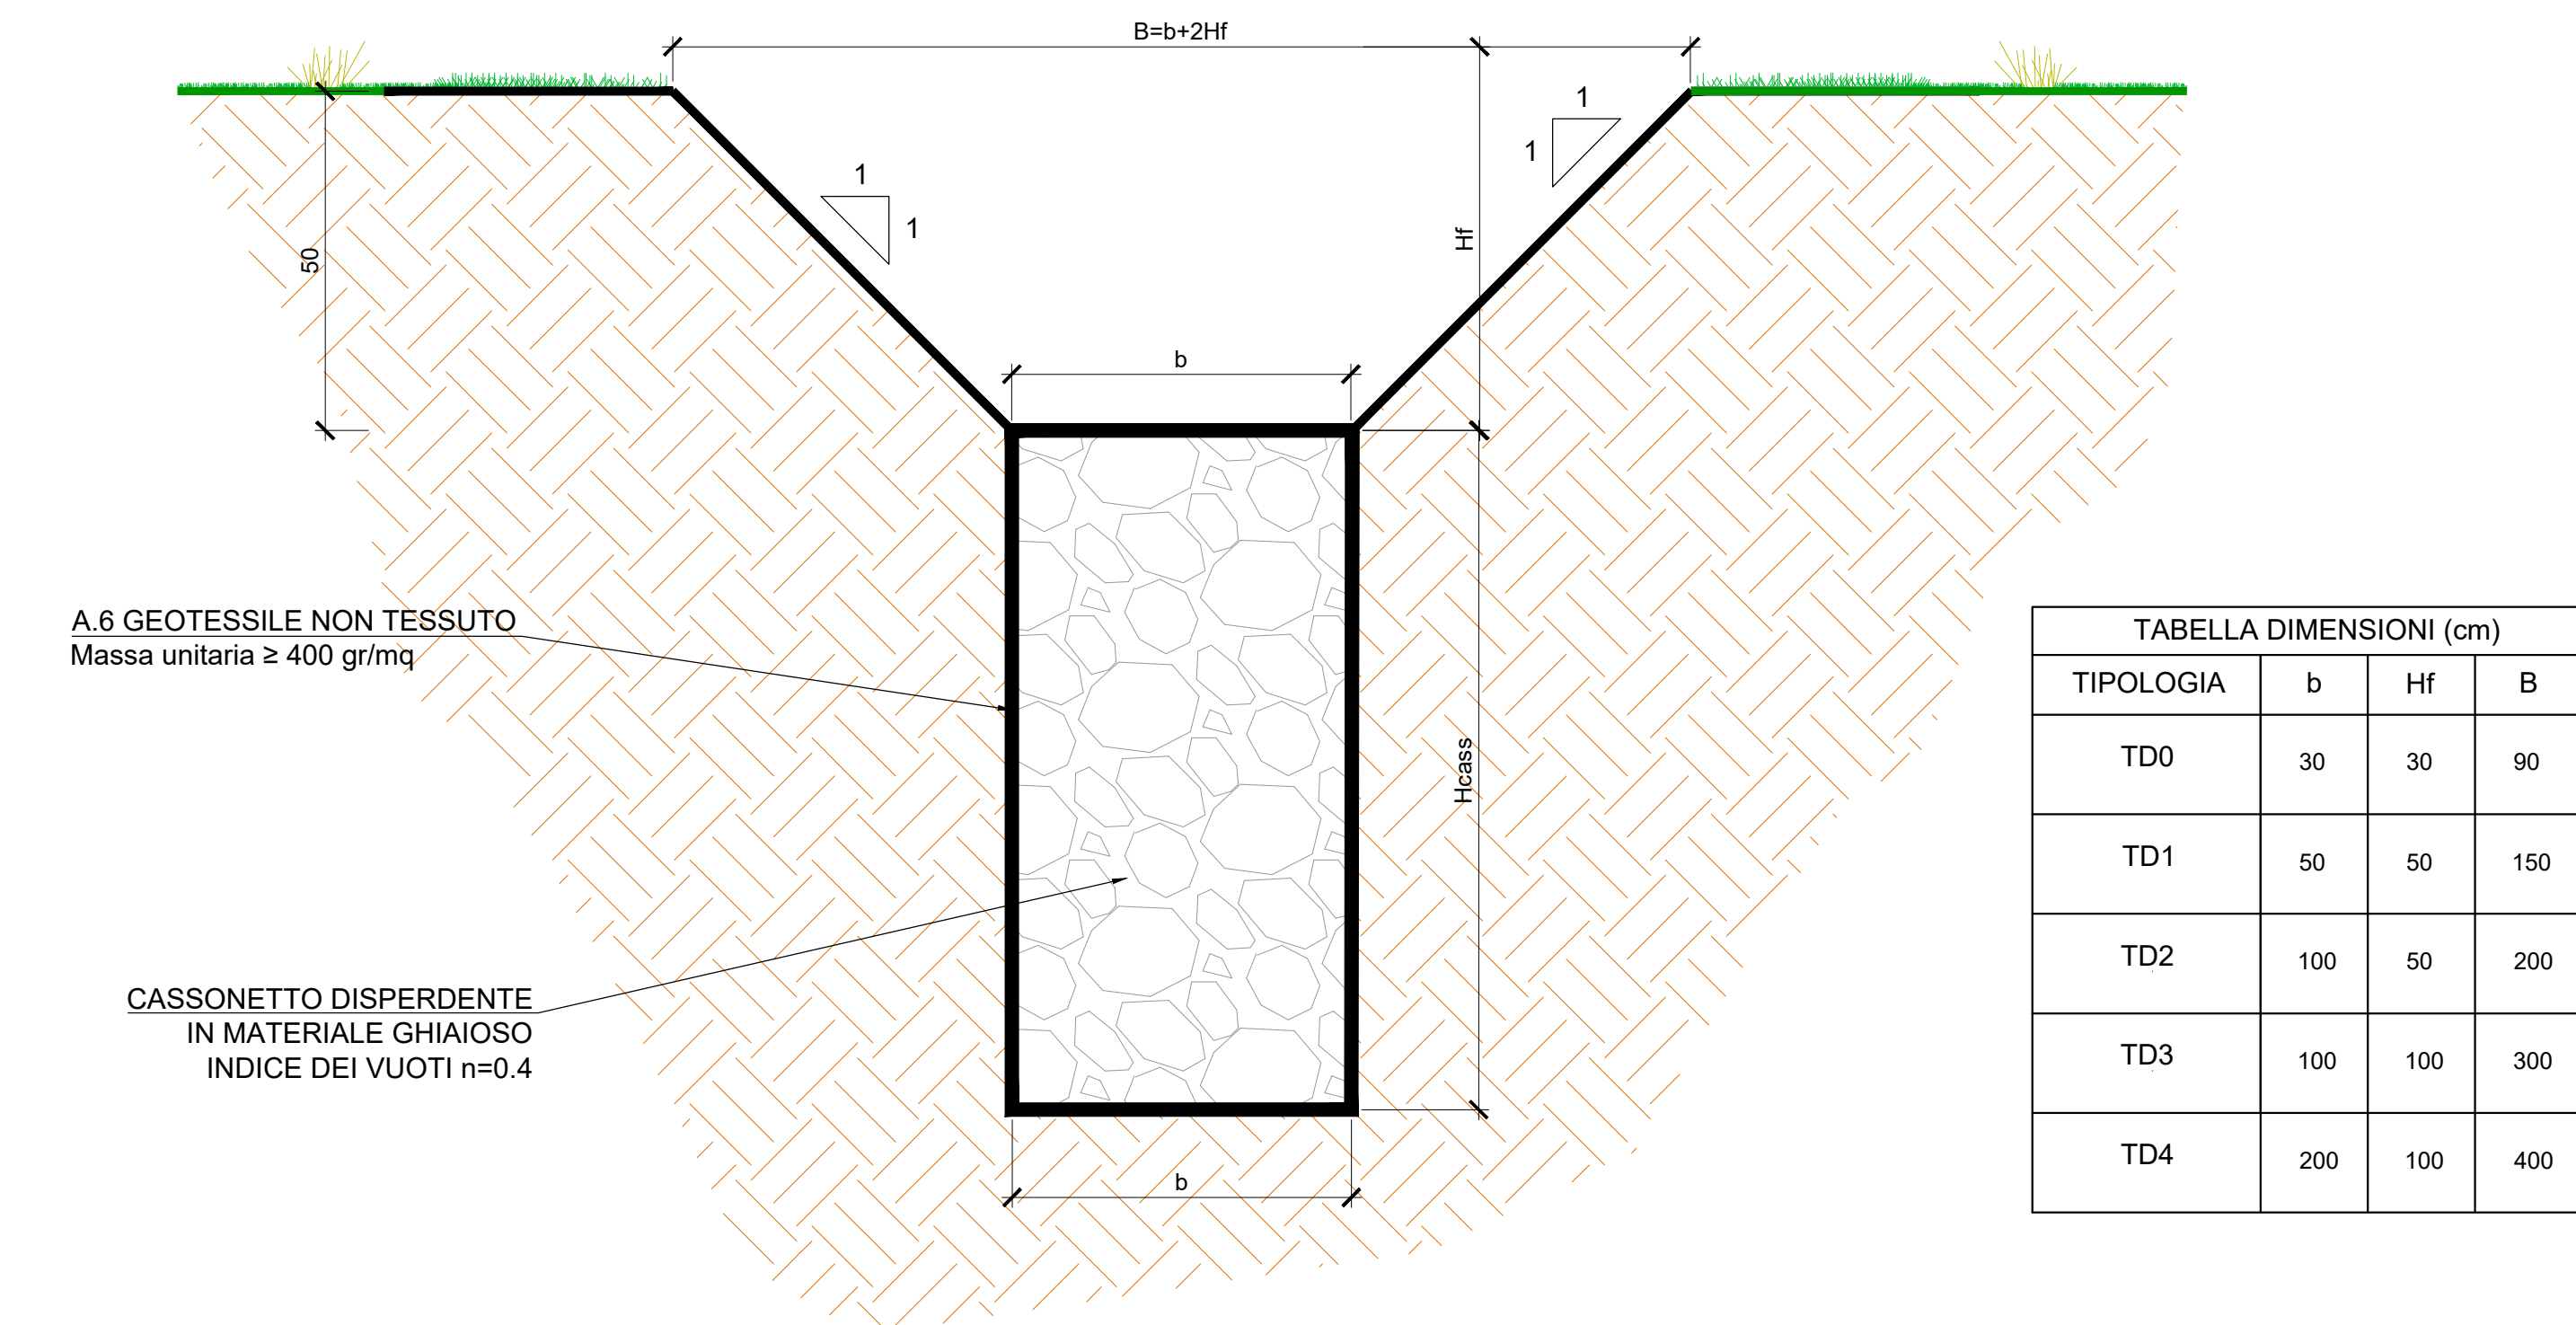 B=b+2Hf
1
1
1
1
50
Hf
b
A.6 GEOTESSILE NON TESSUTO
Massa unitaria ≥ 400 gr/mq
Hcass
CASSONETTO DISPERDENTE
IN MATERIALE GHIAIOSO
INDICE DEI VUOTI n=0.4
b
TABELLA DIMENSIONI (cm)
TIPOLOGIA b Hf B
TD0 30 30 90
TD1 50 50 150
TD2 100 50 200
TD3 100 100 300
TD4 200 100 400